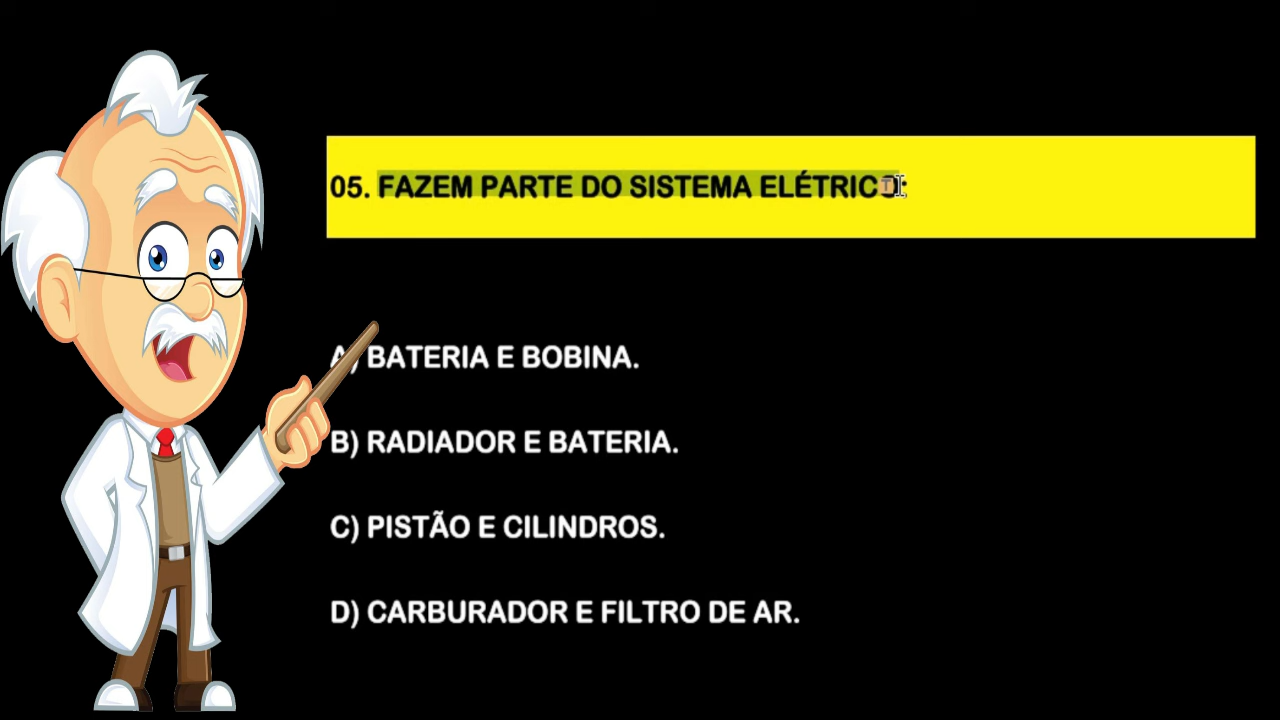 05. FAZEM PARTE DO SISTEMA ELÉTRICO:
A) BATERIA E BOBINA.
B) RADIADOR E BATERIA.
C) PISTÃO E CILINDROS.
D) CARBURADOR E FILTRO DE AR.